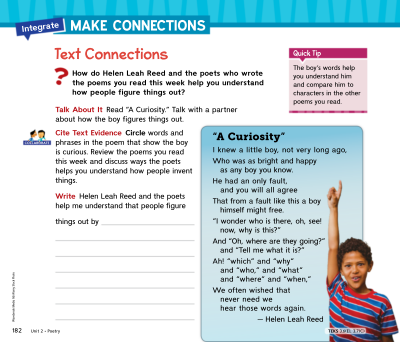 Integrate MAKE CONNECTIONS
Text Connections
? How do Helen Leah Reed and the poets who wrote
the poems you read this week help you understand
how people figure things out?
Talk About It Read "A Curiosity." Talk with a partner
about how the boy figures things out.
Cite Text Evidence Circle words and
phrases in the poem that show the boy
is curious. Review the poems you read
this week and discuss ways the poets
helps you understand how people invent
things.
Write Helen Leah Reed and the poets
help me understand that people figure
things out by
Quick Tip
The boy's words help
you understand him
and compare him to
characters in the other
poems you read.
"A Curiosity"
I knew a little boy, not very long ago,
Who was as bright and happy
as any boy you know.
He had an only fault,
and you will all agree
That from a fault like this a boy
himself might free.
"I wonder who is there, oh, see!
now, why is this?"
And "Oh, where are they going?"
and "Tell me what it is?"
Ah! "which" and "why"
and "who," and "what"
and "where" and "when,"
We often wished that
never need we
hear those words again.
— Helen Leah Reed
182 Unit 2 • Poetry